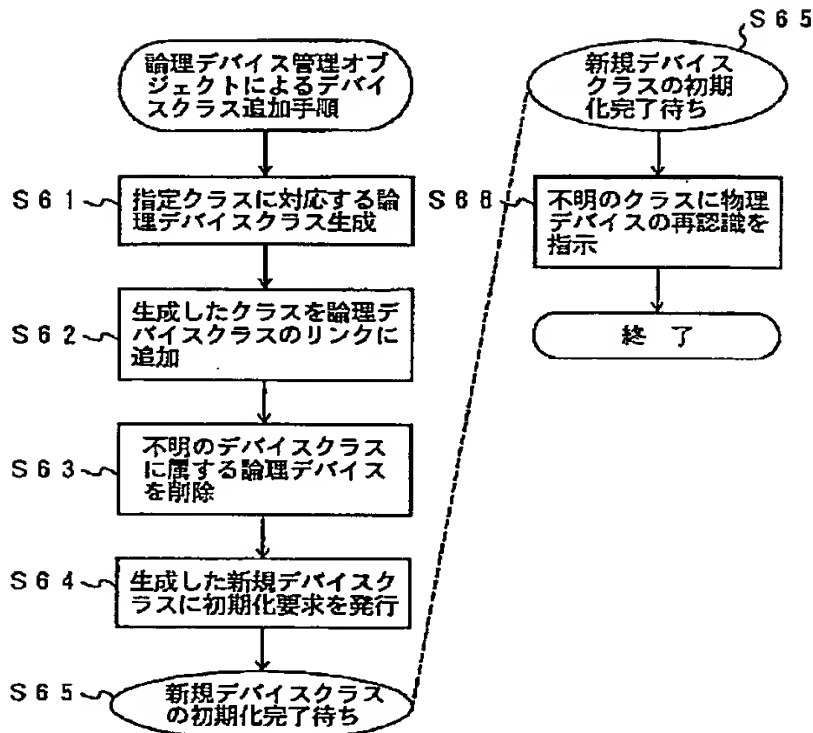 論理デバイス管理オブ
ジェクトによるデバイ
スクラス追加手順
S61
指定クラスに対応する論
理デバイスクラス生成
S62
生成したクラスを論理デ
バイスクラスのリンクに
追加
S63
不明のデバイスクラス
に属する論理デバイス
を削除
S64
生成した新規デバイスク
ラスに初期化要求を発行
S65
新規デバイスクラス
の初期化完了待ち
S65
新規デバイス
クラスの初期
化完了待ち
S68
不明のクラスに物理
デバイスの再認識を
指示
終了